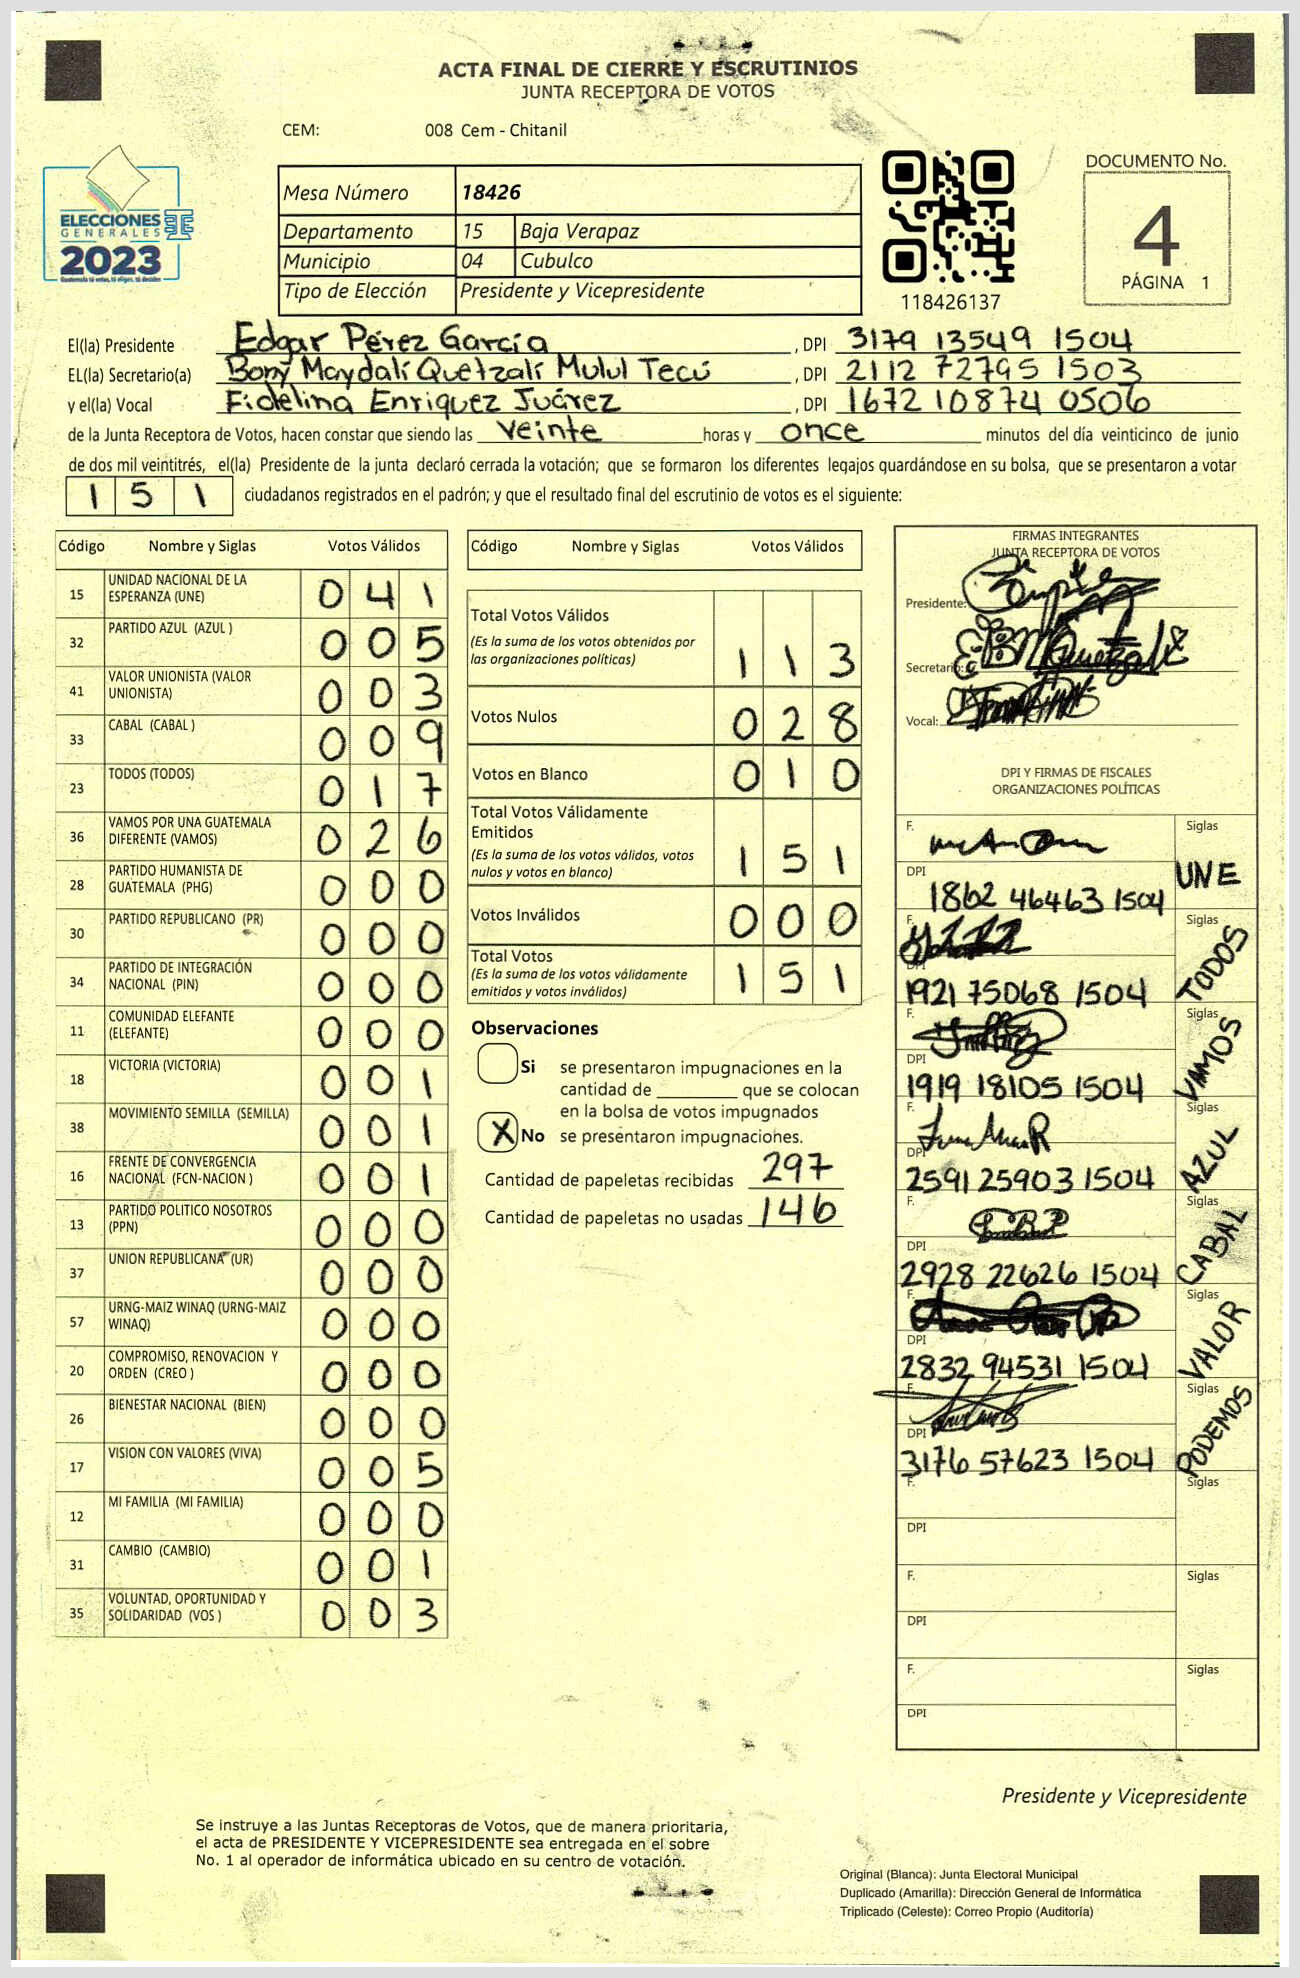 ACTA FINAL DE CIERRE Y ESCRUTINIOS
JUNTA RECEPTORA DE VOTOS
CEM: 008 Cem - Chitanil
ELECCIONES
GENERALES
2023
Mesa Número 18426
Departamento 15 Baja Verapaz
Municipio 04 Cubulco
Tipo de Elección Presidente y Vicepresidente
118426137
DOCUMENTO No.
4
PÁGINA 1
El(la) Presidente Edgar Pérez García , DPI 3179 13549 1504
EL(la) Secretario(a) Bony Maydalí Quetzalí Mulul Tecú , DPI 2112 72795 1503
y el(la) Vocal Fidelina Enriquez Juárez , DPI 1672 10874 0506
de la Junta Receptora de Votos, hacen constar que siendo las veinte horas y once minutos del día veinticinco de junio
de dos mil veintitrés, el(la) Presidente de la junta declaró cerrada la votación; que se formaron los diferentes legajos guardándose en su bolsa, que se presentaron a votar
1 5 1 ciudadanos registrados en el padrón; y que el resultado final del escrutinio de votos es el siguiente:
Código Nombre y Siglas Votos Válidos
15 UNIDAD NACIONAL DE LA ESPERANZA (UNE) 0 4 1
32 PARTIDO AZUL (AZUL ) 0 0 5
41 VALOR UNIONISTA (VALOR UNIONISTA) 0 0 3
33 CABAL (CABAL ) 0 0 9
23 TODOS (TODOS) 0 1 7
36 VAMOS POR UNA GUATEMALA DIFERENTE (VAMOS) 0 2 6
28 PARTIDO HUMANISTA DE GUATEMALA (PHG) 0 0 0
30 PARTIDO REPUBLICANO (PR) 0 0 0
34 PARTIDO DE INTEGRACIÓN NACIONAL (PIN) 0 0 0
11 COMUNIDAD ELEFANTE (ELEFANTE) 0 0 0
18 VICTORIA (VICTORIA) 0 0 1
38 MOVIMIENTO SEMILLA (SEMILLA) 0 0 1
16 FRENTE DE CONVERGENCIA NACIONAL (FCN-NACION ) 0 0 1
13 PARTIDO POLITICO NOSOTROS (PPN) 0 0 0
37 UNION REPUBLICANA (UR) 0 0 0
57 URNG-MAIZ WINAQ (URNG-MAIZ WINAQ) 0 0 0
20 COMPROMISO, RENOVACION Y ORDEN (CREO ) 0 0 0
26 BIENESTAR NACIONAL (BIEN) 0 0 0
17 VISION CON VALORES (VIVA) 0 0 5
12 MI FAMILIA (MI FAMILIA) 0 0 0
31 CAMBIO (CAMBIO) 0 0 1
35 VOLUNTAD, OPORTUNIDAD Y SOLIDARIDAD (VOS ) 0 0 3
Código Nombre y Siglas Votos Válidos
Total Votos Válidos
(Es la suma de los votos obtenidos por
las organizaciones políticas) 1 1 3
Votos Nulos 0 2 8
Votos en Blanco 0 1 0
Total Votos Válidamente
Emitidos
(Es la suma de los votos válidos, votos
nulos y votos en blanco) 1 5 1
Votos Inválidos 0 0 0
Total Votos
(Es la suma de los votos válidamente
emitidos y votos inválidos) 1 5 1
Observaciones
Si se presentaron impugnaciones en la
cantidad de ________ que se colocan
en la bolsa de votos impugnados
X No se presentaron impugnaciones.
Cantidad de papeletas recibidas 297
Cantidad de papeletas no usadas 146
FIRMAS INTEGRANTES
JUNTA RECEPTORA DE VOTOS
Presidente:
Secretario:
Vocal:
DPI Y FIRMAS DE FISCALES
ORGANIZACIONES POLÍTICAS
F. Siglas
DPI 1862 46463 1504 UNE
F. Siglas
DPI 1921 75068 1504 TODOS
F. Siglas
DPI 1919 18105 1504 VAMOS
F. Siglas
DPI 2591 25903 1504 AZUL
F. Siglas
DPI 2928 22626 1504 CABAL
F. Siglas
DPI 2832 94531 1504 VALOR
F. Siglas
DPI 3176 57623 1504 PODEMOS
F. Siglas
DPI
F. Siglas
DPI
F. Siglas
DPI
Presidente y Vicepresidente
Se instruye a las Juntas Receptoras de Votos, que de manera prioritaria,
el acta de PRESIDENTE Y VICEPRESIDENTE sea entregada en el sobre
No. 1 al operador de informática ubicado en su centro de votación.
Original (Blanca): Junta Electoral Municipal
Duplicado (Amarilla): Dirección General de Informática
Triplicado (Celeste): Correo Propio (Auditoría)